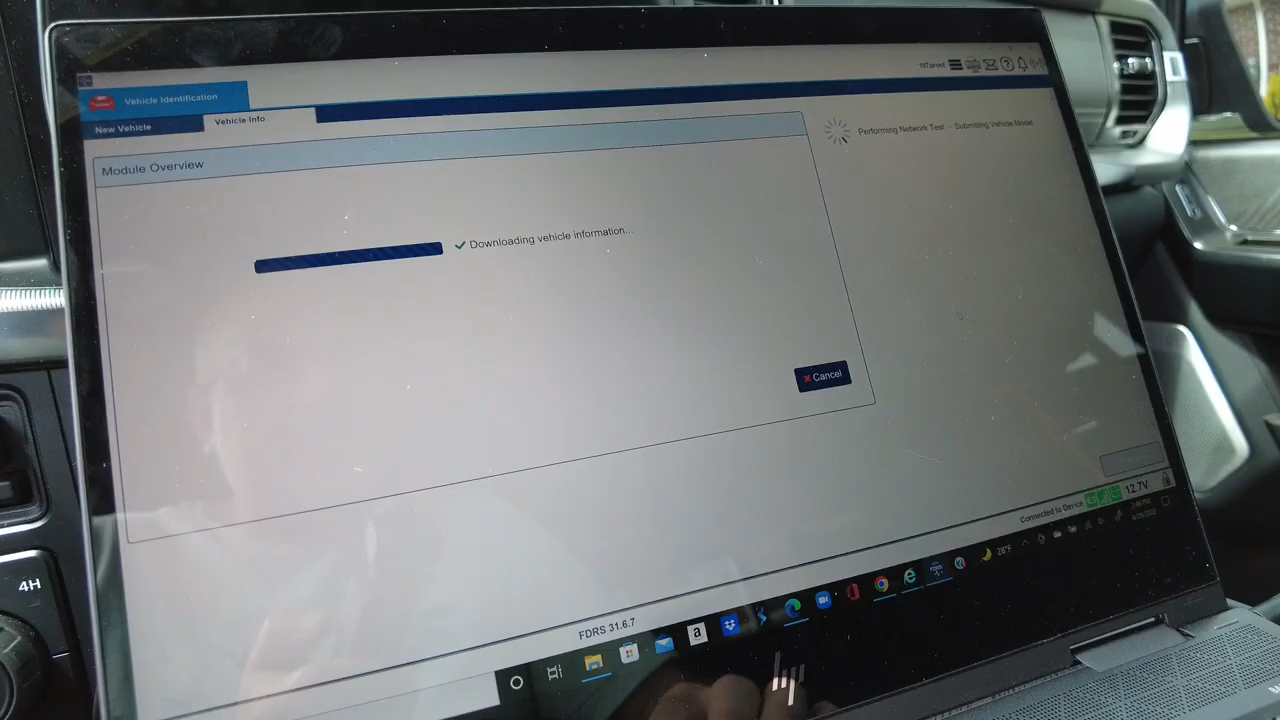 Vehicle Identification
New Vehicle
Vehicle Info
Module Overview
Performing Network Test - Submitting Vehicle Model
✓ Downloading vehicle information...
Cancel
Connected to Device
12.7V
FDRS 31.6.7
28°F
a
4H